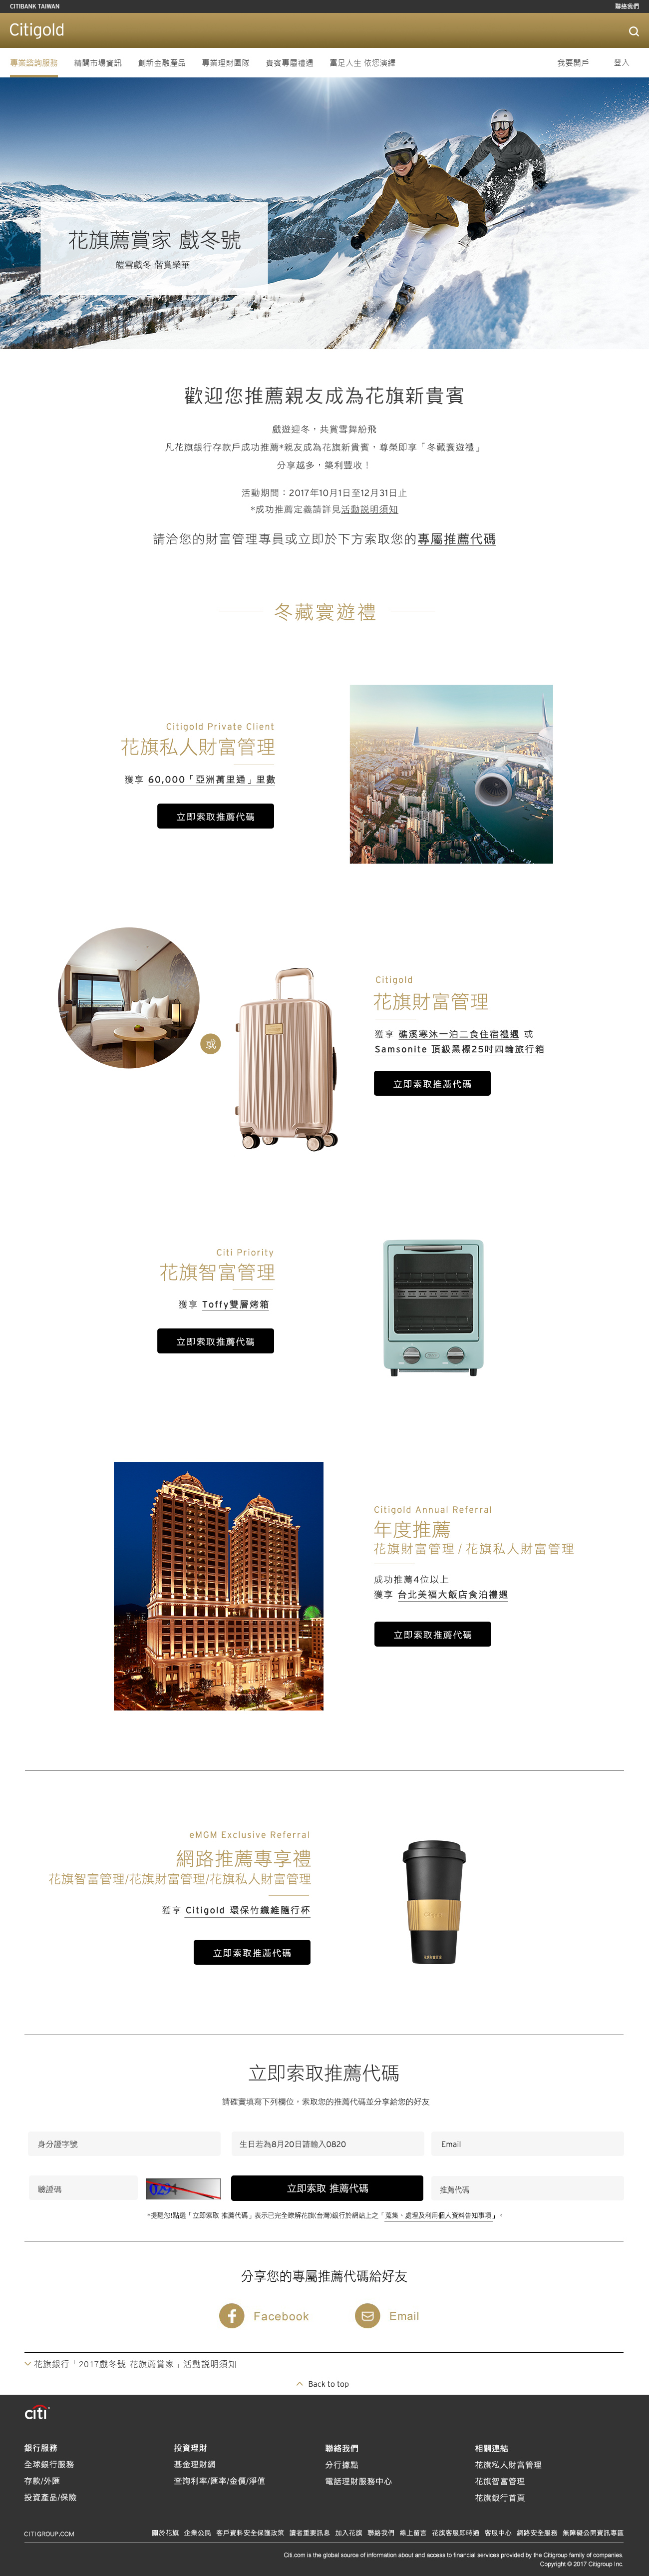 CITIBANK TAIWAN
聯絡我們
Citigold
專業諮詢服務 精闢市場資訊 創新金融產品 專業理財團隊 貴賓專屬禮遇 富足人生 依您演繹 我要開戶 登入
花旗薦賞家 戲冬號
皚雪戲冬 偕賞榮華
歡迎您推薦親友成為花旗新貴賓
戲遊迎冬，共賞雪舞紛飛
凡花旗銀行存款戶成功推薦*親友成為花旗新貴賓，尊榮即享「冬藏寰遊禮」
分享越多，築利豐收！
活動期間：2017年10月1日至12月31日止
*成功推薦定義請詳見活動說明須知
請洽您的財富管理專員或立即於下方索取您的專屬推薦代碼
冬藏寰遊禮
Citigold Private Client
花旗私人財富管理
獲享 60,000「亞洲萬里通」里數
立即索取推薦代碼
或
Citigold
花旗財富管理
獲享 礁溪寒沐一泊二食住宿禮遇 或
Samsonite 頂級黑標25吋四輪旅行箱
立即索取推薦代碼
Citi Priority
花旗智富管理
獲享 Toffy雙層烤箱
立即索取推薦代碼
Citigold Annual Referral
年度推薦
花旗財富管理 / 花旗私人財富管理
成功推薦4位以上
獲享 台北美福大飯店食泊禮遇
立即索取推薦代碼
eMGM Exclusive Referral
網路推薦專享禮
花旗智富管理/花旗財富管理/花旗私人財富管理
獲享 Citigold 環保竹纖維隨行杯
立即索取推薦代碼
立即索取推薦代碼
請確實填寫下列欄位，索取您的推薦代碼並分享給您的好友
身分證字號
生日若為8月20日請輸入0820
Email
驗證碼
0294
立即索取 推薦代碼
推薦代碼
*提醒您!點選「立即索取 推薦代碼」表示已完全瞭解花旗(台灣)銀行於網站上之「蒐集、處理及利用個人資料告知事項」。
分享您的專屬推薦代碼給好友
Facebook
Email
花旗銀行「2017戲冬號 花旗薦賞家」活動說明須知
Back to top
citi
銀行服務 投資理財 聯絡我們 相關連結
全球銀行服務 基金理財網 分行據點 花旗私人財富管理
存款/外匯 查詢利率/匯率/金價/淨值 電話理財服務中心 花旗智富管理
投資產品/保險 花旗銀行首頁
CITIGROUP.COM
關於花旗 企業公民 客戶資料安全保護政策 讀者重要訊息 加入花旗 聯絡我們 線上留言 花旗客服即時通 客服中心 網路安全服務 無障礙公開資訊專區
Citi.com is the global source of information about and access to financial services provided by the Citigroup family of companies.
Copyright © 2017 Citigroup Inc.